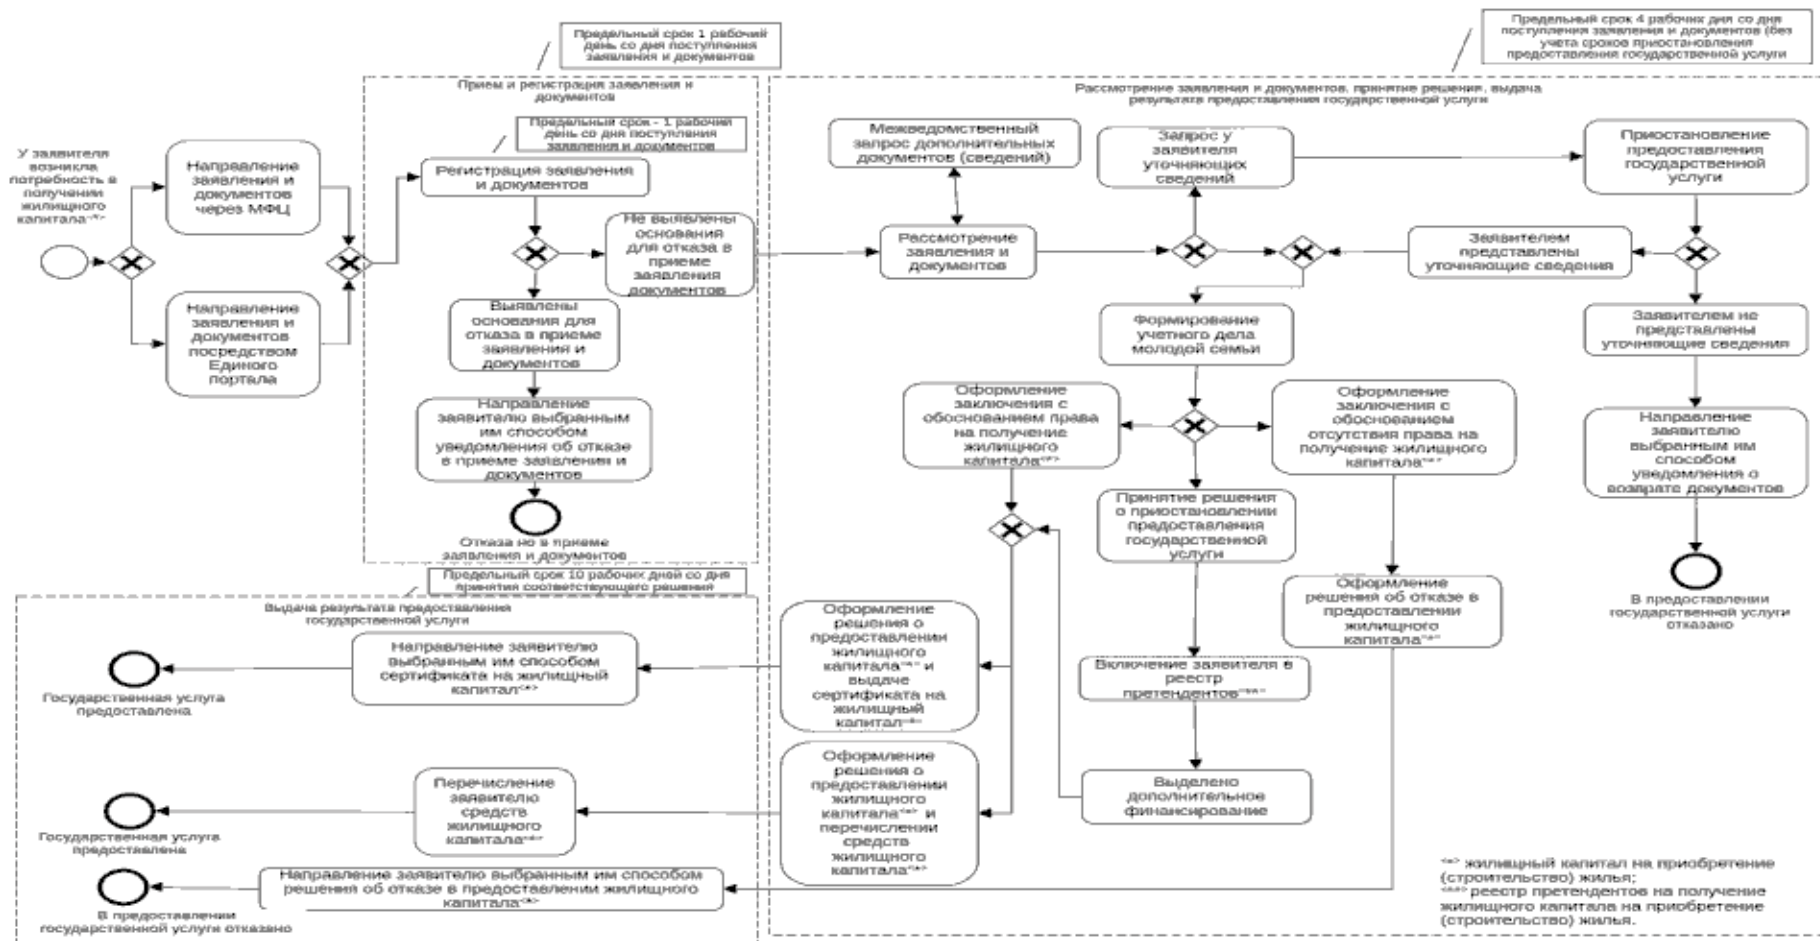 Предельный срок 1 рабочий
день со дня поступления
заявления и документов
Предельный срок 4 рабочих дня со дня
поступления заявления и документов (без
учета сроков приостановления
предоставления государственной услуги
Прием и регистрация заявления и
документов
Рассмотрение заявления и документов, принятие решения, выдача
результата предоставления государственной услуги
У заявителя
возникла
потребность в
получении
жилищного
капитала<*>
Направление
заявления и
документов
через МФЦ
Направление
заявления и
документов
посредством
Единого
портала
Предельный срок - 1 рабочий
день со дня поступления
заявления и документов
Регистрация заявления
и документов
Не выявлены
основания
для отказа в
приеме
заявления
документов
Выявлены
основания для
отказа в приеме
заявления и
документов
Направление
заявителю выбранным
им способом
уведомления об отказе
в приеме заявления и
документов
Отказано в приеме
заявления и документов
Межведомственный
запрос дополнительных
документов (сведений)
Рассмотрение
заявления и
документов
Запрос у
заявителя
уточняющих
сведений
Приостановление
предоставления
государственной
услуги
Заявителем
представлены
уточняющие сведения
Заявителем не
представлены
уточняющие сведения
Направление
заявителю
выбранным им
способом
уведомления о
возврате документов
В предоставлении
государственной услуги
отказано
Формирование
учетного дела
молодой семьи
Оформление
заключения с
обоснованием права
на получение
жилищного
капитала<*>
Оформление
заключения с
обоснованием
отсутствия права на
получение жилищного
капитала<*>
Принятие решения
о приостановлении
предоставления
государственной
услуги
Оформление
решения об отказе в
предоставлении
жилищного
капитала<*>
Включение заявителя в
реестр
претендентов<**>
Выделено
дополнительное
финансирование
Оформление
решения о
предоставлении
жилищного
капитала<*> и
выдаче
сертификата на
жилищный
капитал<*>
Оформление
решения о
предоставлении
жилищного
капитала<*> и
перечислении
средств
жилищного
капитала<*>
Предельный срок 10 рабочих дней со дня
принятия соответствующего решения
Выдача результата предоставления
государственной услуги
Направление заявителю
выбранным им способом
сертификата на жилищный
капитал<*>
Государственная услуга
предоставлена
Перечисление
заявителю
средств
жилищного
капитала<*>
Государственная услуга
предоставлена
Направление заявителю выбранным им способом
решения об отказе в предоставлении жилищного
капитала<*>
В предоставлении
государственной услуги отказано
<*> жилищный капитал на приобретение
(строительство) жилья;
<**> реестр претендентов на получение
жилищного капитала на приобретение
(строительство) жилья.